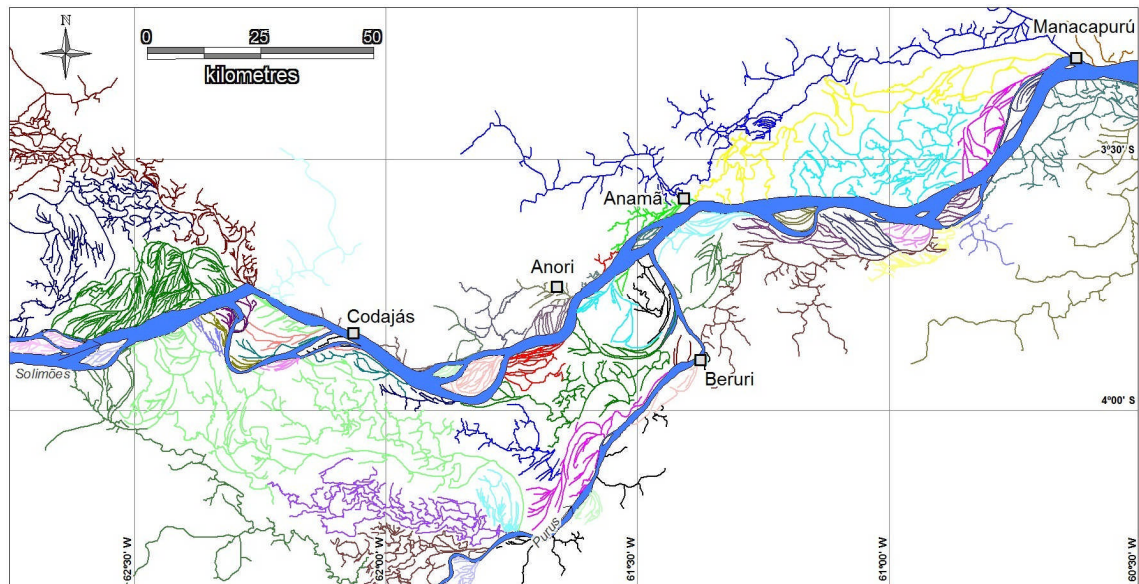 N
0 25 50
kilometres
Manacapurú
3°30' S
Anamã
Anori
Codajás
Solimões
Beruri
4°00' S
Purus
62°30' W
62°00' W
61°30' W
61°00' W
60°30' W